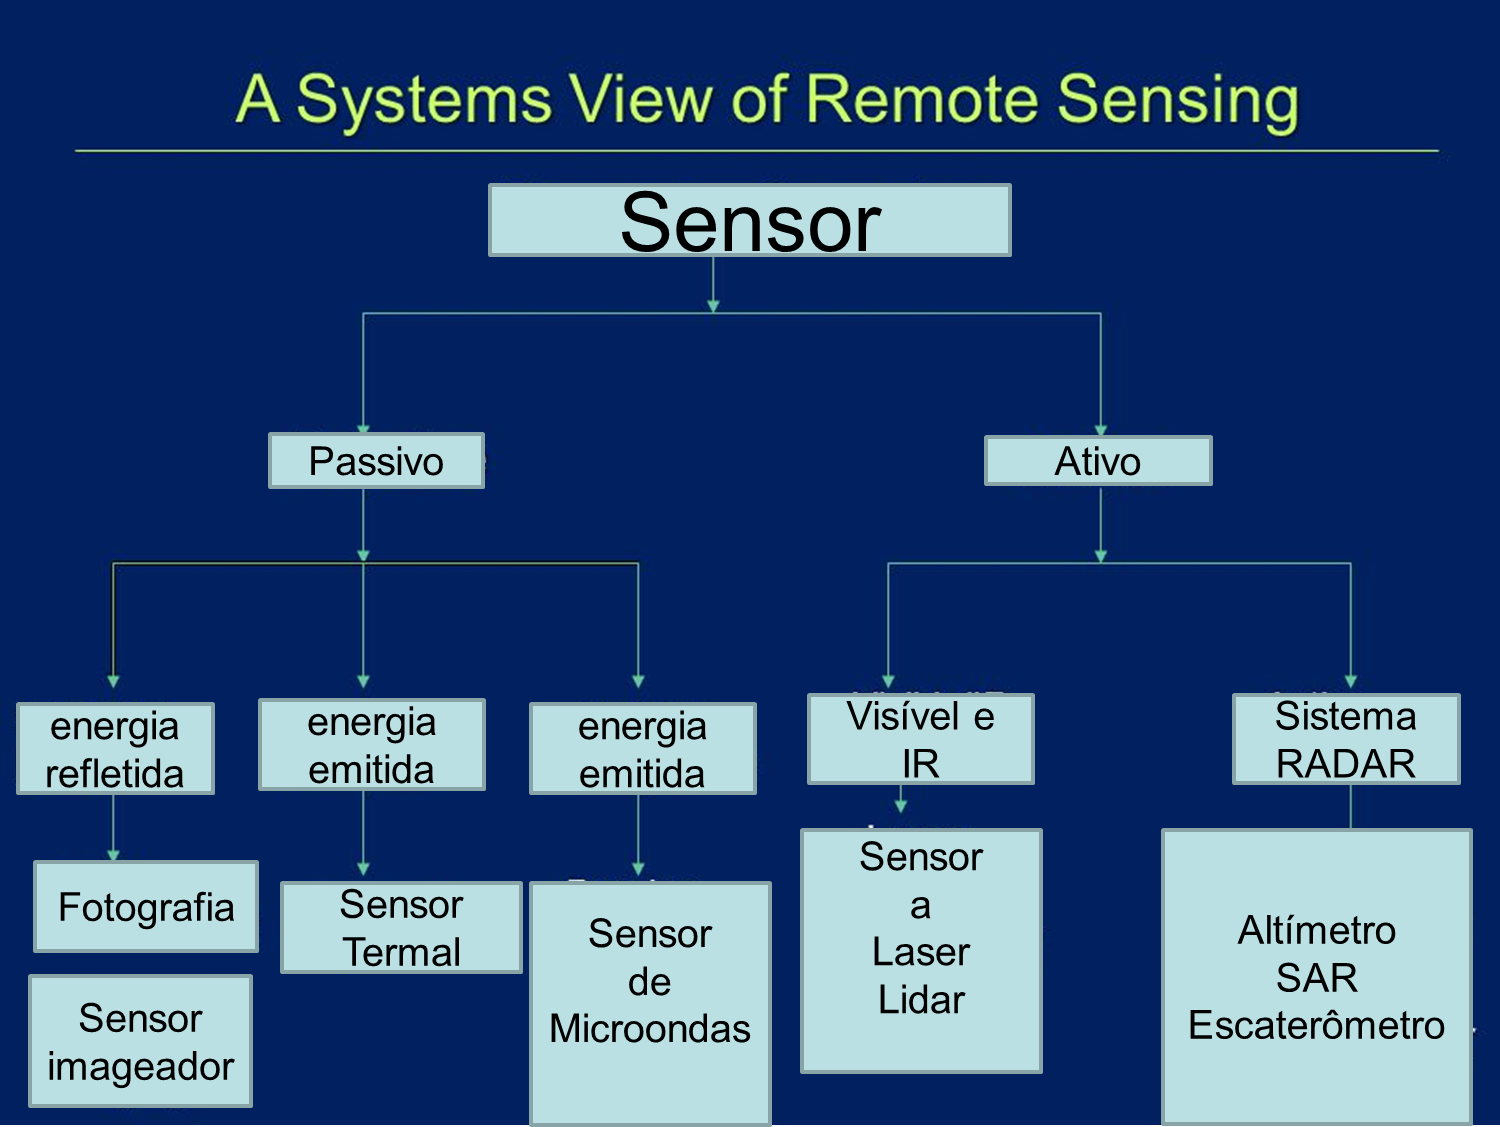 A Systems View of Remote Sensing
Sensor
Passivo
Ativo
energia
refletida
energia
emitida
energia
emitida
Visível e
IR
Sistema
RADAR
Fotografia
Sensor
imageador
Sensor
Termal
Sensor
de
Microondas
Sensor
a
Laser
Lidar
Altímetro
SAR
Escaterômetro